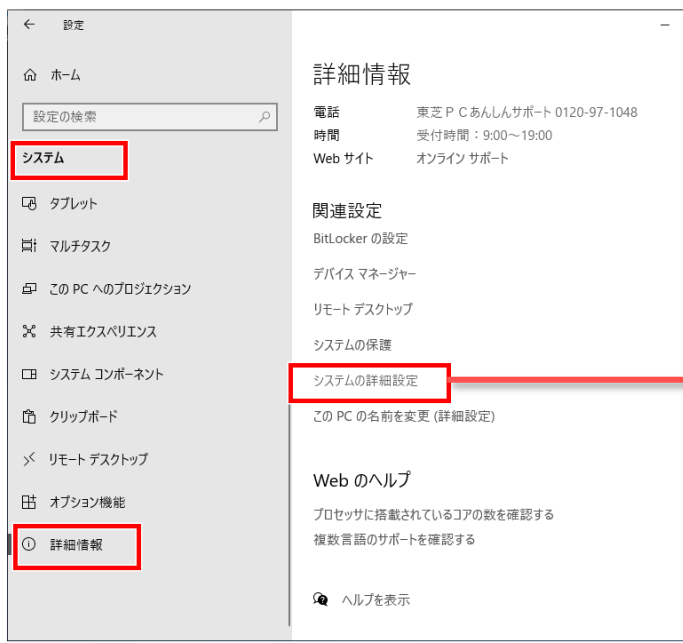 設定
ホーム
設定の検索
システム
タブレット
マルチタスク
この PC へのプロジェクション
共有エクスペリエンス
システム コンポーネント
クリップボード
リモート デスクトップ
オプション機能
詳細情報
詳細情報
電話 東芝ＰＣあんしんサポート 0120-97-1048
時間 受付時間：9:00～19:00
Web サイト オンライン サポート
関連設定
BitLocker の設定
デバイス マネージャー
リモート デスクトップ
システムの保護
システムの詳細設定
この PC の名前を変更 (詳細設定)
Web のヘルプ
プロセッサに搭載されているコアの数を確認する
複数言語のサポートを確認する
ヘルプを表示